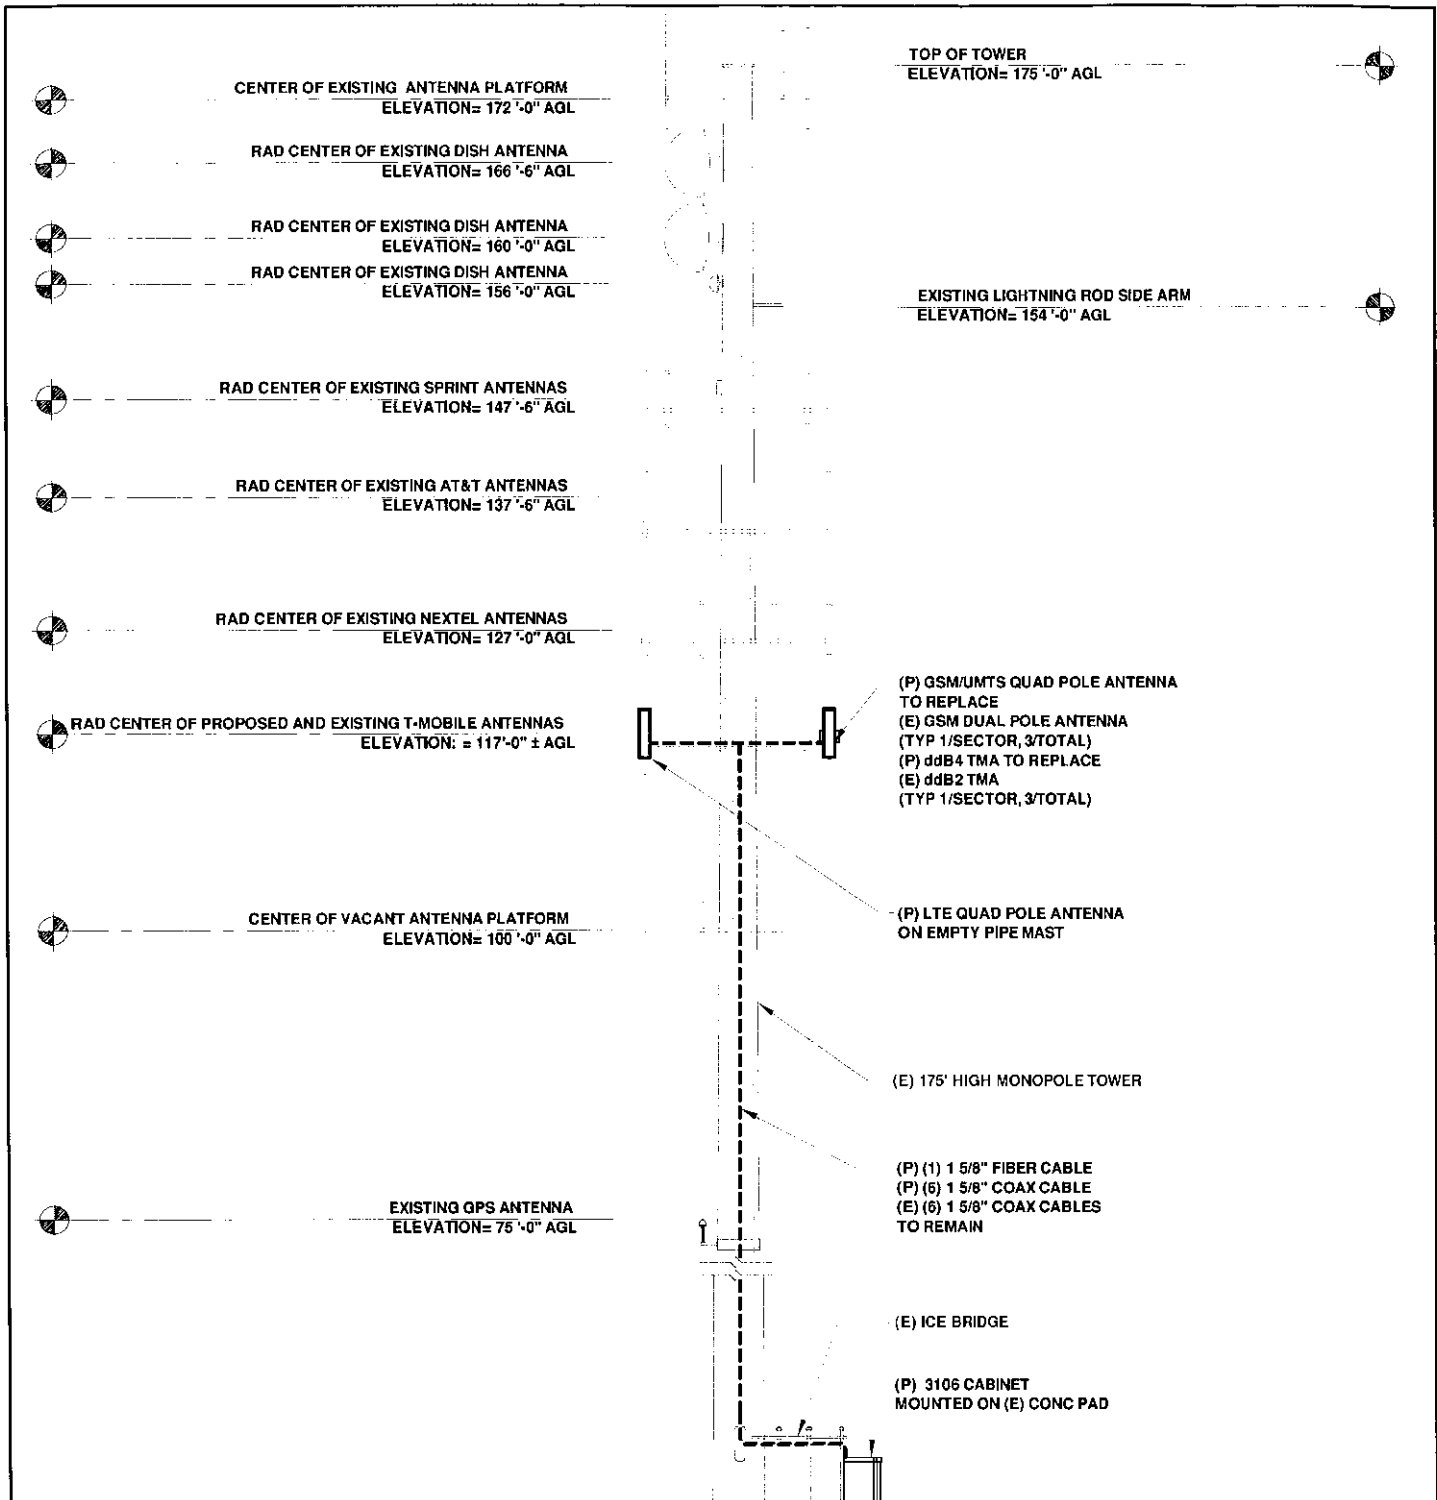 TOP OF TOWER
ELEVATION= 175 '-0" AGL
CENTER OF EXISTING ANTENNA PLATFORM
ELEVATION= 172 '-0" AGL
RAD CENTER OF EXISTING DISH ANTENNA
ELEVATION= 166 '-6" AGL
RAD CENTER OF EXISTING DISH ANTENNA
ELEVATION= 160 '-0" AGL
RAD CENTER OF EXISTING DISH ANTENNA
ELEVATION= 156 '-0" AGL
EXISTING LIGHTNING ROD SIDE ARM
ELEVATION= 154 '-0" AGL
RAD CENTER OF EXISTING SPRINT ANTENNAS
ELEVATION= 147 '-6" AGL
RAD CENTER OF EXISTING AT&T ANTENNAS
ELEVATION= 137 '-6" AGL
RAD CENTER OF EXISTING NEXTEL ANTENNAS
ELEVATION= 127 '-0" AGL
RAD CENTER OF PROPOSED AND EXISTING T-MOBILE ANTENNAS
ELEVATION: = 117'-0" ± AGL
(P) GSM/UMTS QUAD POLE ANTENNA
TO REPLACE
(E) GSM DUAL POLE ANTENNA
(TYP 1/SECTOR, 3/TOTAL)
(P) ddB4 TMA TO REPLACE
(E) ddB2 TMA
(TYP 1/SECTOR, 3/TOTAL)
CENTER OF VACANT ANTENNA PLATFORM
ELEVATION= 100 '-0" AGL
(P) LTE QUAD POLE ANTENNA
ON EMPTY PIPE MAST
(E) 175' HIGH MONOPOLE TOWER
(P) (1) 1 5/8" FIBER CABLE
(P) (6) 1 5/8" COAX CABLE
(E) (6) 1 5/8" COAX CABLES
TO REMAIN
EXISTING GPS ANTENNA
ELEVATION= 75 '-0" AGL
(E) ICE BRIDGE
(P) 3106 CABINET
MOUNTED ON (E) CONC PAD